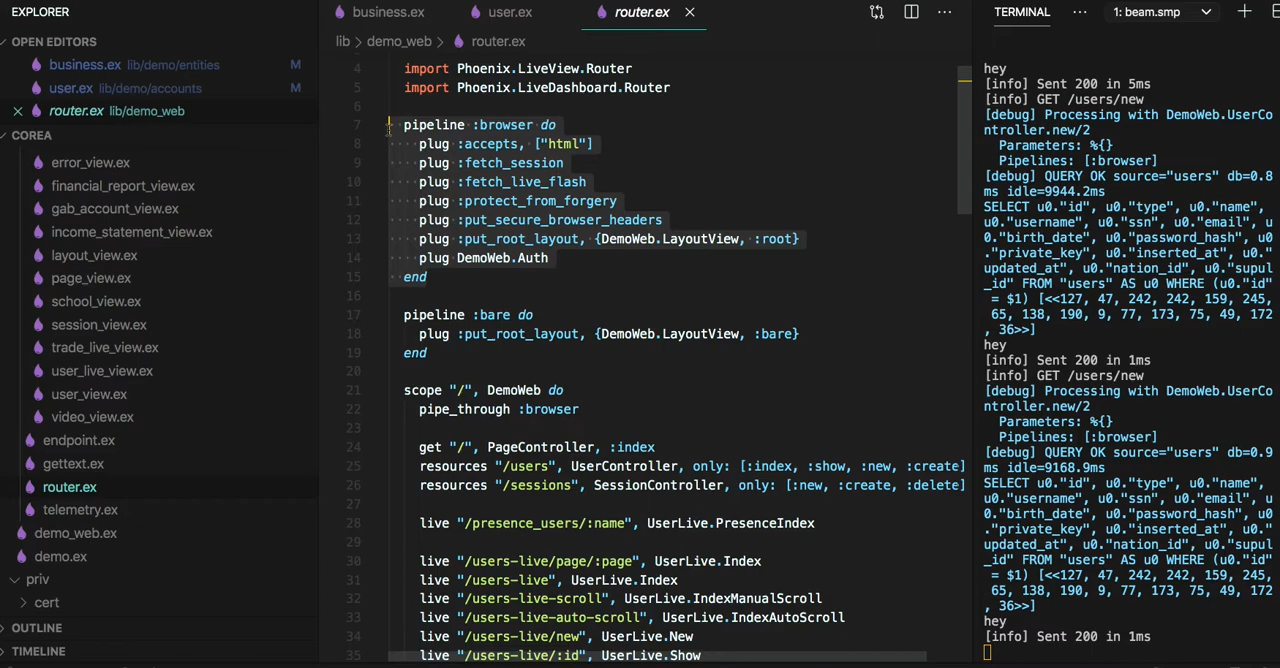 EXPLORER
OPEN EDITORS
business.ex lib/demo/entities M
user.ex lib/demo/accounts M
router.ex lib/demo_web
COREA
error_view.ex
financial_report_view.ex
gab_account_view.ex
income_statement_view.ex
layout_view.ex
page_view.ex
school_view.ex
session_view.ex
trade_live_view.ex
user_live_view.ex
user_view.ex
video_view.ex
endpoint.ex
gettext.ex
router.ex
telemetry.ex
demo_web.ex
demo.ex
priv
cert
OUTLINE
TIMELINE
business.ex user.ex router.ex
lib > demo_web > router.ex
4 import Phoenix.LiveView.Router
5 import Phoenix.LiveDashboard.Router
6
7 pipeline :browser do
8 plug :accepts, ["html"]
9 plug :fetch_session
10 plug :fetch_live_flash
11 plug :protect_from_forgery
12 plug :put_secure_browser_headers
13 plug :put_root_layout, {DemoWeb.LayoutView, :root}
14 plug DemoWeb.Auth
15 end
16
17 pipeline :bare do
18 plug :put_root_layout, {DemoWeb.LayoutView, :bare}
19 end
20
21 scope "/", DemoWeb do
22 pipe_through :browser
23
24 get "/", PageController, :index
25 resources "/users", UserController, only: [:index, :show, :new, :create]
26 resources "/sessions", SessionController, only: [:new, :create, :delete]
27
28 live "/presence_users/:name", UserLive.PresenceIndex
29
30 live "/users-live/page/:page", UserLive.Index
31 live "/users-live", UserLive.Index
32 live "/users-live-scroll", UserLive.IndexManualScroll
33 live "/users-live-auto-scroll", UserLive.IndexAutoScroll
34 live "/users-live/new", UserLive.New
35 live "/users-live/:id", UserLive.Show
TERMINAL ··· 1: beam.smp
hey
[info] Sent 200 in 5ms
[info] GET /users/new
[debug] Processing with DemoWeb.UserCo
ntroller.new/2
Parameters: %{}
Pipelines: [:browser]
[debug] QUERY OK source="users" db=0.8
ms idle=9944.2ms
SELECT u0."id", u0."type", u0."name",
u0."username", u0."ssn", u0."email", u
0."birth_date", u0."password_hash", u0
."private_key", u0."inserted_at", u0."
updated_at", u0."nation_id", u0."supul
_id" FROM "users" AS u0 WHERE (u0."id"
= $1) [<<127, 47, 242, 242, 159, 245,
65, 138, 190, 9, 77, 173, 75, 49, 172
, 36>>]
hey
[info] Sent 200 in 1ms
[info] GET /users/new
[debug] Processing with DemoWeb.UserCo
ntroller.new/2
Parameters: %{}
Pipelines: [:browser]
[debug] QUERY OK source="users" db=0.9
ms idle=9168.9ms
SELECT u0."id", u0."type", u0."name",
u0."username", u0."ssn", u0."email", u
0."birth_date", u0."password_hash", u0
."private_key", u0."inserted_at", u0."
updated_at", u0."nation_id", u0."supul
_id" FROM "users" AS u0 WHERE (u0."id"
= $1) [<<127, 47, 242, 242, 159, 245,
65, 138, 190, 9, 77, 173, 75, 49, 172
, 36>>]
hey
[info] Sent 200 in 1ms